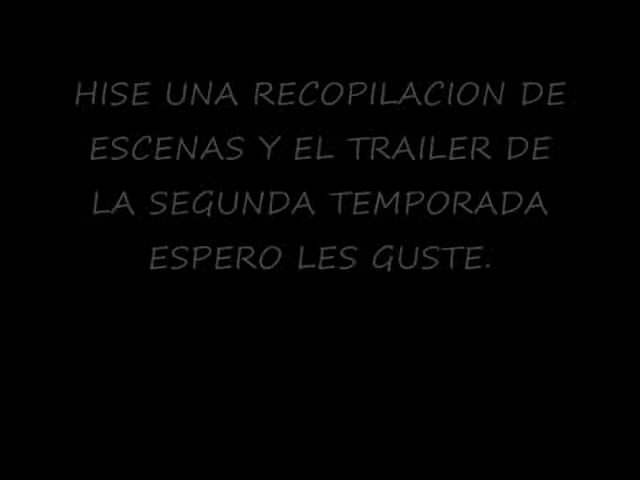 HISE UNA RECOPILACION DE
ESCENAS Y EL TRAILER DE
LA SEGUNDA TEMPORADA
ESPERO LES GUSTE.